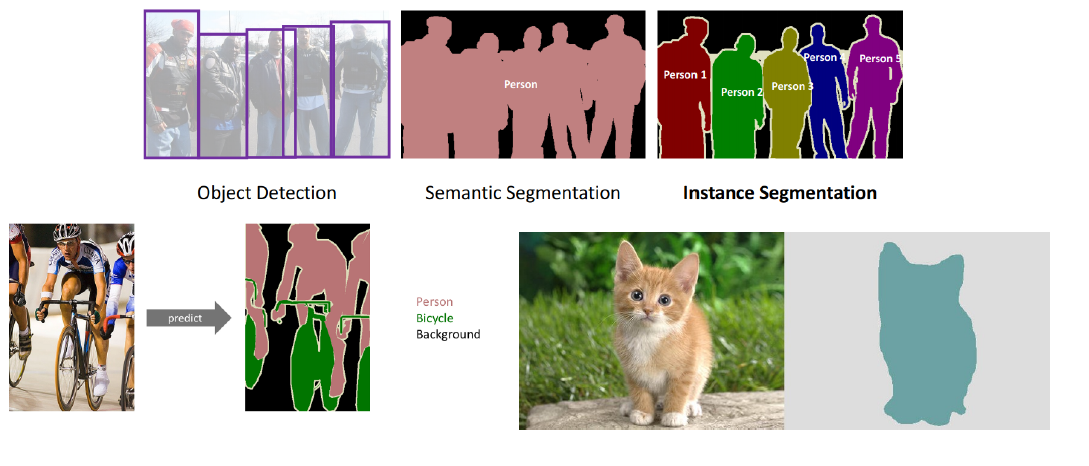 Person
Person 1
Person 2
Person 3
Person
Person 5
Object Detection
Semantic Segmentation
Instance Segmentation
predict
Person
Bicycle
Background